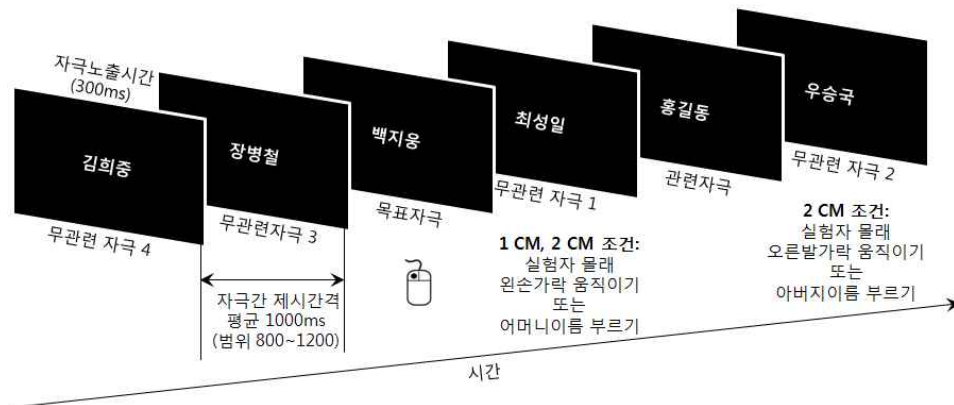 자극노출시간
(300ms)
김희중
무관련 자극 4
장병철
무관련자극 3
백지웅
목표자극
최성일
무관련 자극 1
홍길동
관련자극
우승국
무관련 자극 2
자극간 제시간격
평균 1000ms
(범위 800~1200)
1 CM, 2 CM 조건:
실험자 몰래
왼손가락 움직이기
또는
어머니이름 부르기
2 CM 조건:
실험자 몰래
오른발가락 움직이기
또는
아버지이름 부르기
시간